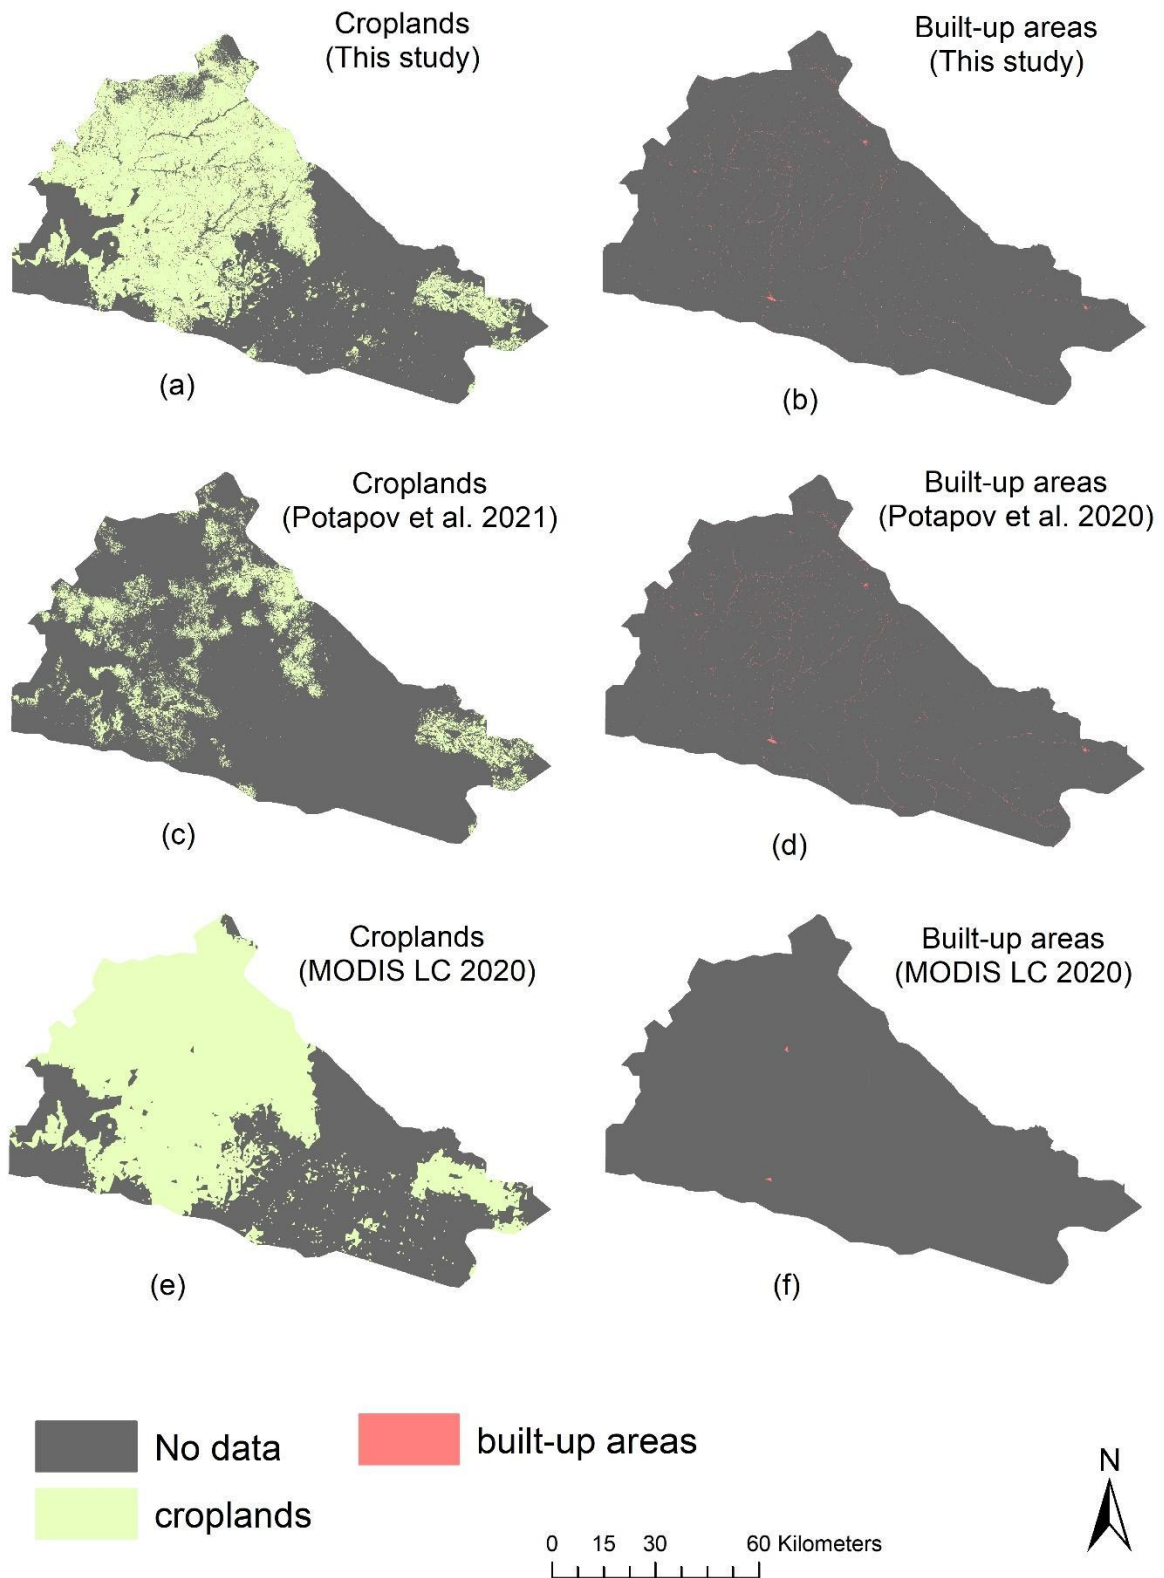 Croplands
(This study)
Built-up areas
(This study)
(a)
(b)
Croplands
(Potapov et al. 2021)
Built-up areas
(Potapov et al. 2020)
(c)
(d)
Croplands
(MODIS LC 2020)
Built-up areas
(MODIS LC 2020)
(e)
(f)
No data
built-up areas
croplands
N
0 15 30 60 Kilometers